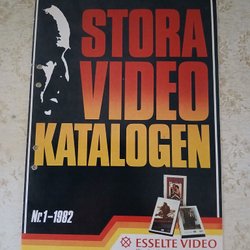 STORA
VIDEO
KATALOGEN
Nr.1-1982
ESSELTE VIDEO